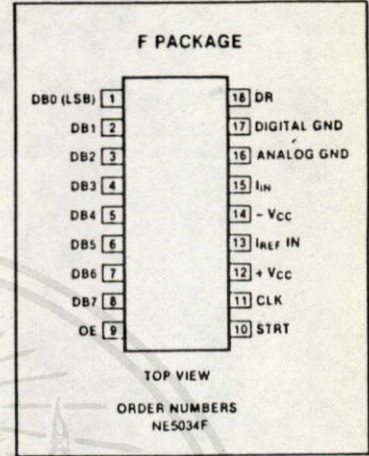 F PACKAGE
DB0 (LSB) 1 18 DR
DB1 2 17 DIGITAL GND
DB2 3 16 ANALOG GND
DB3 4 15 IIN
DB4 5 14 - VCC
DB5 6 13 IREF IN
DB6 7 12 + VCC
DB7 8 11 CLK
OE 9 10 STRT
TOP VIEW
ORDER NUMBERS
NE5034F